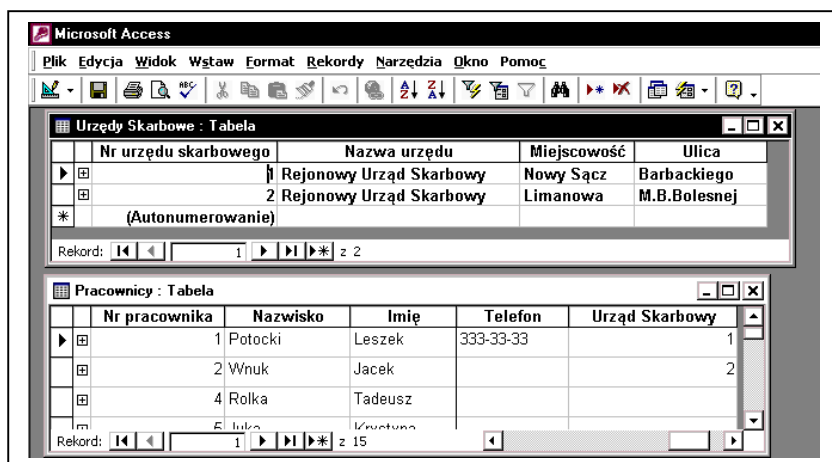 Microsoft Access
Plik Edycja Widok Wstaw Format Rekordy Narzędzia Okno Pomoc
Urzędy Skarbowe : Tabela
Nr urzędu skarbowego Nazwa urzędu Miejscowość Ulica
1 Rejonowy Urząd Skarbowy Nowy Sącz Barbackiego
2 Rejonowy Urząd Skarbowy Limanowa M.B.Bolesnej
(Autonumerowanie)
Rekord: 1 z 2
Pracownicy : Tabela
Nr pracownika Nazwisko Imię Telefon Urząd Skarbowy
1 Potocki Leszek 333-33-33 1
2 Wnuk Jacek 2
4 Rolka Tadeusz
5 Krystyna
Rekord: 1 z 15